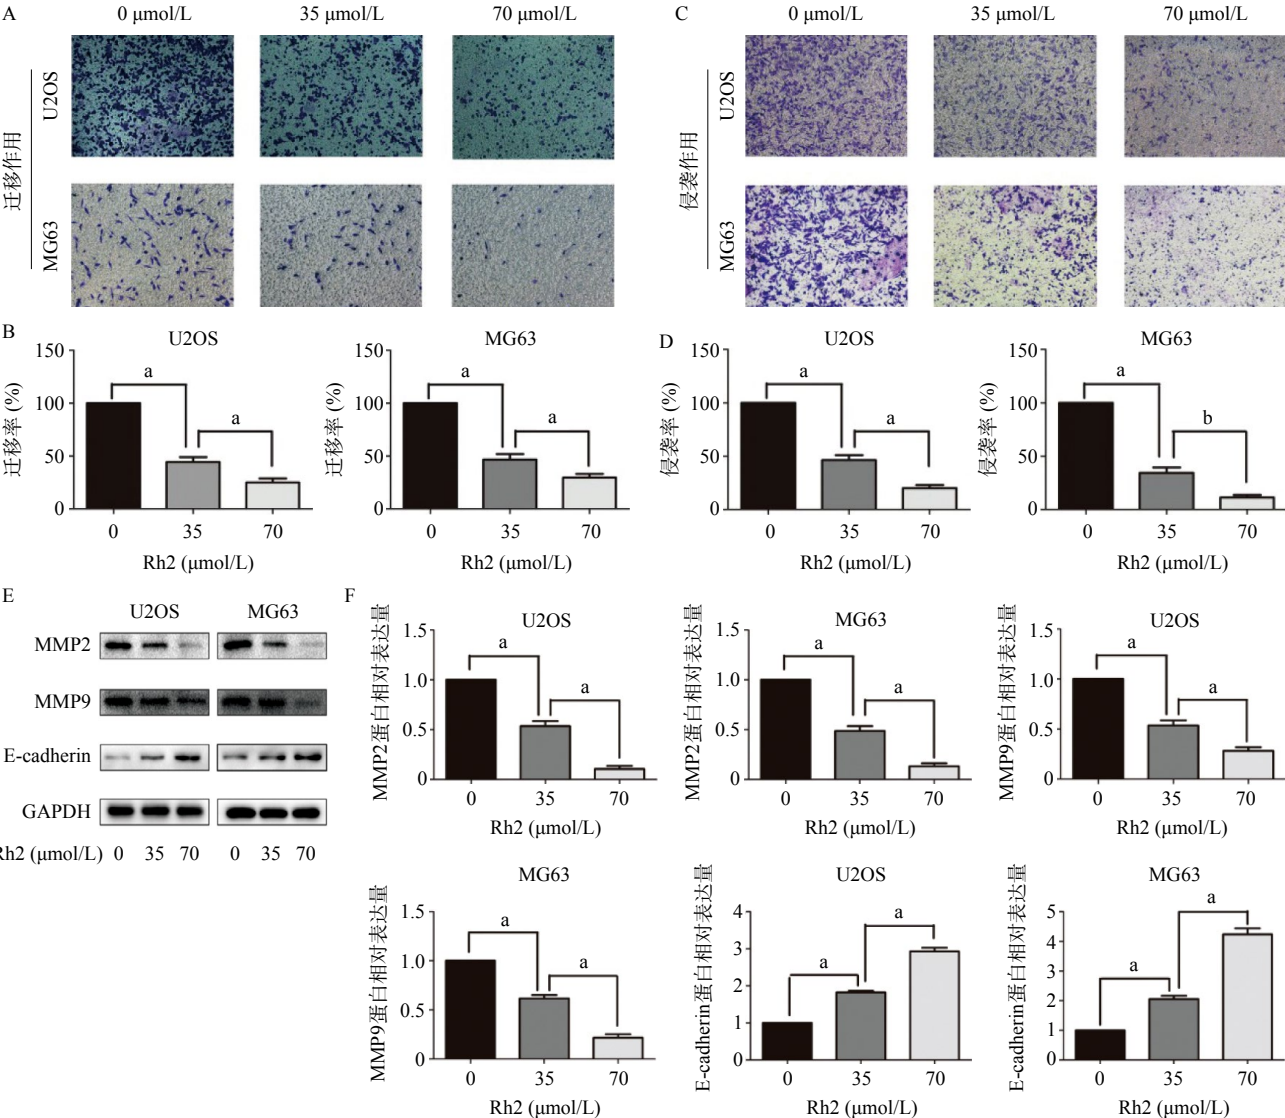 A
0 μmol/L 35 μmol/L 70 μmol/L
C
0 μmol/L 35 μmol/L 70 μmol/L
迁移作用
U2OS
MG63
侵袭作用
U2OS
MG63
B
U2OS
迁移率 (%)
150
100
50
0
a
a
0 35 70
Rh2 (μmol/L)
MG63
迁移率 (%)
150
100
50
0
a
a
0 35 70
Rh2 (μmol/L)
D
U2OS
侵袭率 (%)
150
100
50
0
a
a
0 35 70
Rh2 (μmol/L)
MG63
侵袭率 (%)
150
100
50
0
a
b
0 35 70
Rh2 (μmol/L)
E
U2OS MG63
MMP2
MMP9
E-cadherin
GAPDH
Rh2 (μmol/L) 0 35 70 0 35 70
F
U2OS
MMP2蛋白相对表达量
1.5
1.0
0.5
0
a
a
0 35 70
Rh2 (μmol/L)
MG63
MMP2蛋白相对表达量
1.5
1.0
0.5
0
a
a
0 35 70
Rh2 (μmol/L)
U2OS
MMP9蛋白相对表达量
1.5
1.0
0.5
0
a
a
0 35 70
Rh2 (μmol/L)
MG63
MMP9蛋白相对表达量
1.5
1.0
0.5
0
a
a
0 35 70
Rh2 (μmol/L)
U2OS
E-cadherin蛋白相对表达量
4
3
2
1
0
a
a
0 35 70
Rh2 (μmol/L)
MG63
E-cadherin蛋白相对表达量
5
4
3
2
1
0
a
a
0 35 70
Rh2 (μmol/L)